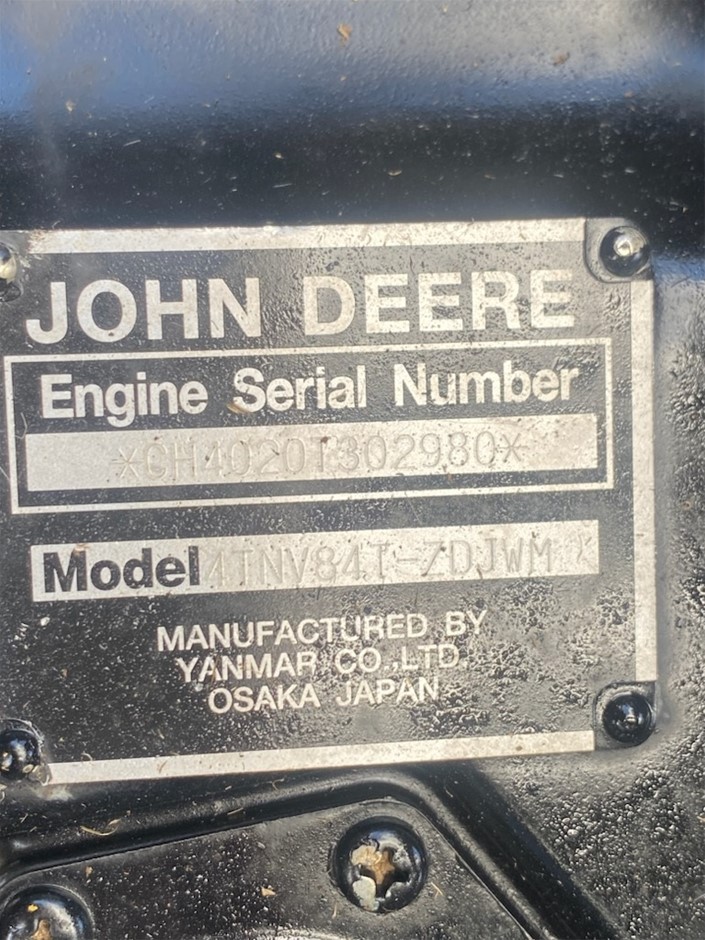 JOHN DEERE
Engine Serial Number
*CH4020T302980*
Model 4TNV84T-ZDJWM
MANUFACTURED BY
YANMAR CO.,LTD.
OSAKA JAPAN